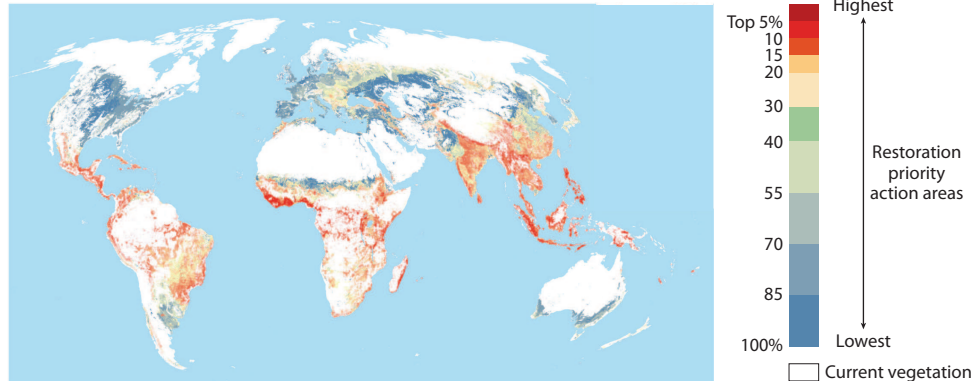 Highest
Top 5%
10
15
20
30
40
55
70
85
100%
Restoration
priority
action areas
Lowest
Current vegetation